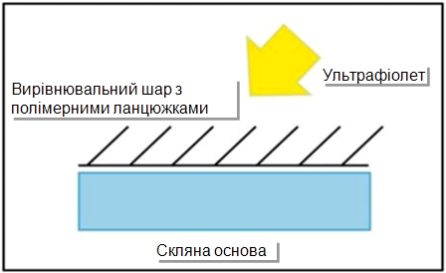 Ультрафіолет
Вирівнювальний шар з
полімерними ланцюжками
Скляна основа